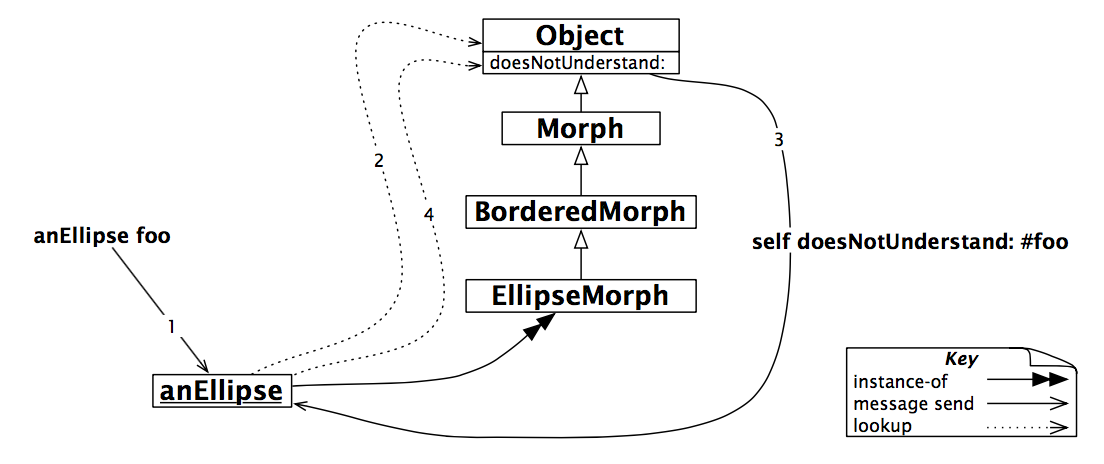 Object
doesNotUnderstand:
Morph
3
2
4
BorderedMorph
anEllipse foo
self doesNotUnderstand: #foo
EllipseMorph
1
anEllipse
Key
instance-of
message send
lookup